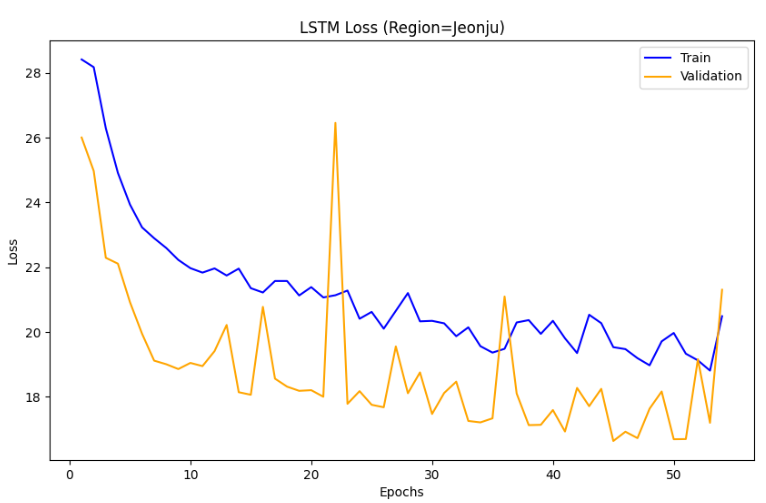 LSTM Loss (Region=Jeonju)
Train
Validation
Loss
28
26
24
22
20
18
0 10 20 30 40 50
Epochs